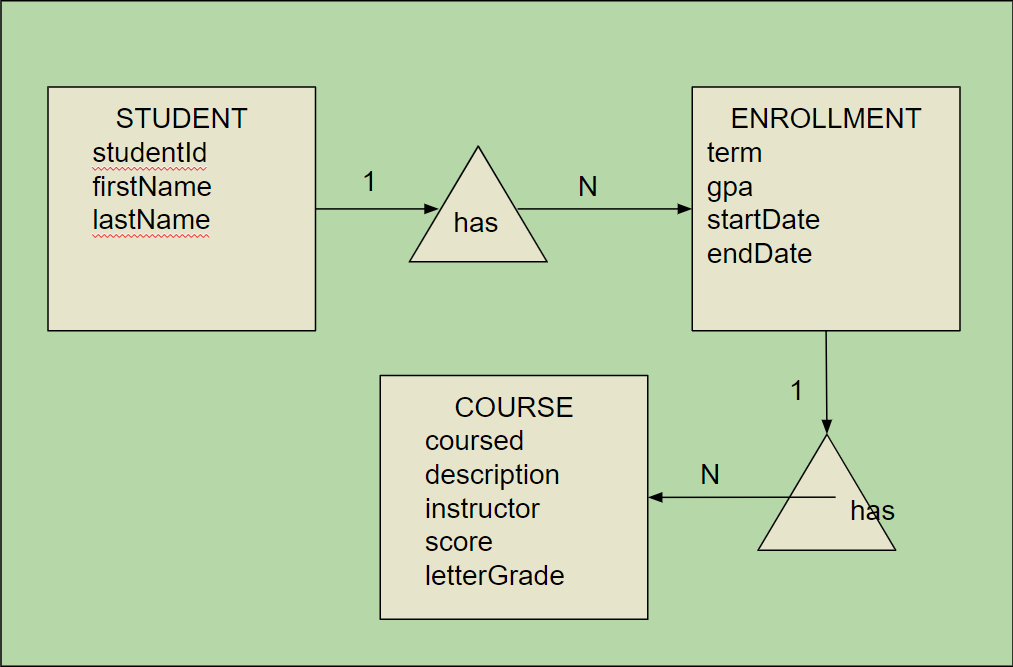 STUDENT
studentId
firstName
lastName
1
has
N
ENROLLMENT
term
gpa
startDate
endDate
1
has
N
COURSE
coursed
description
instructor
score
letterGrade